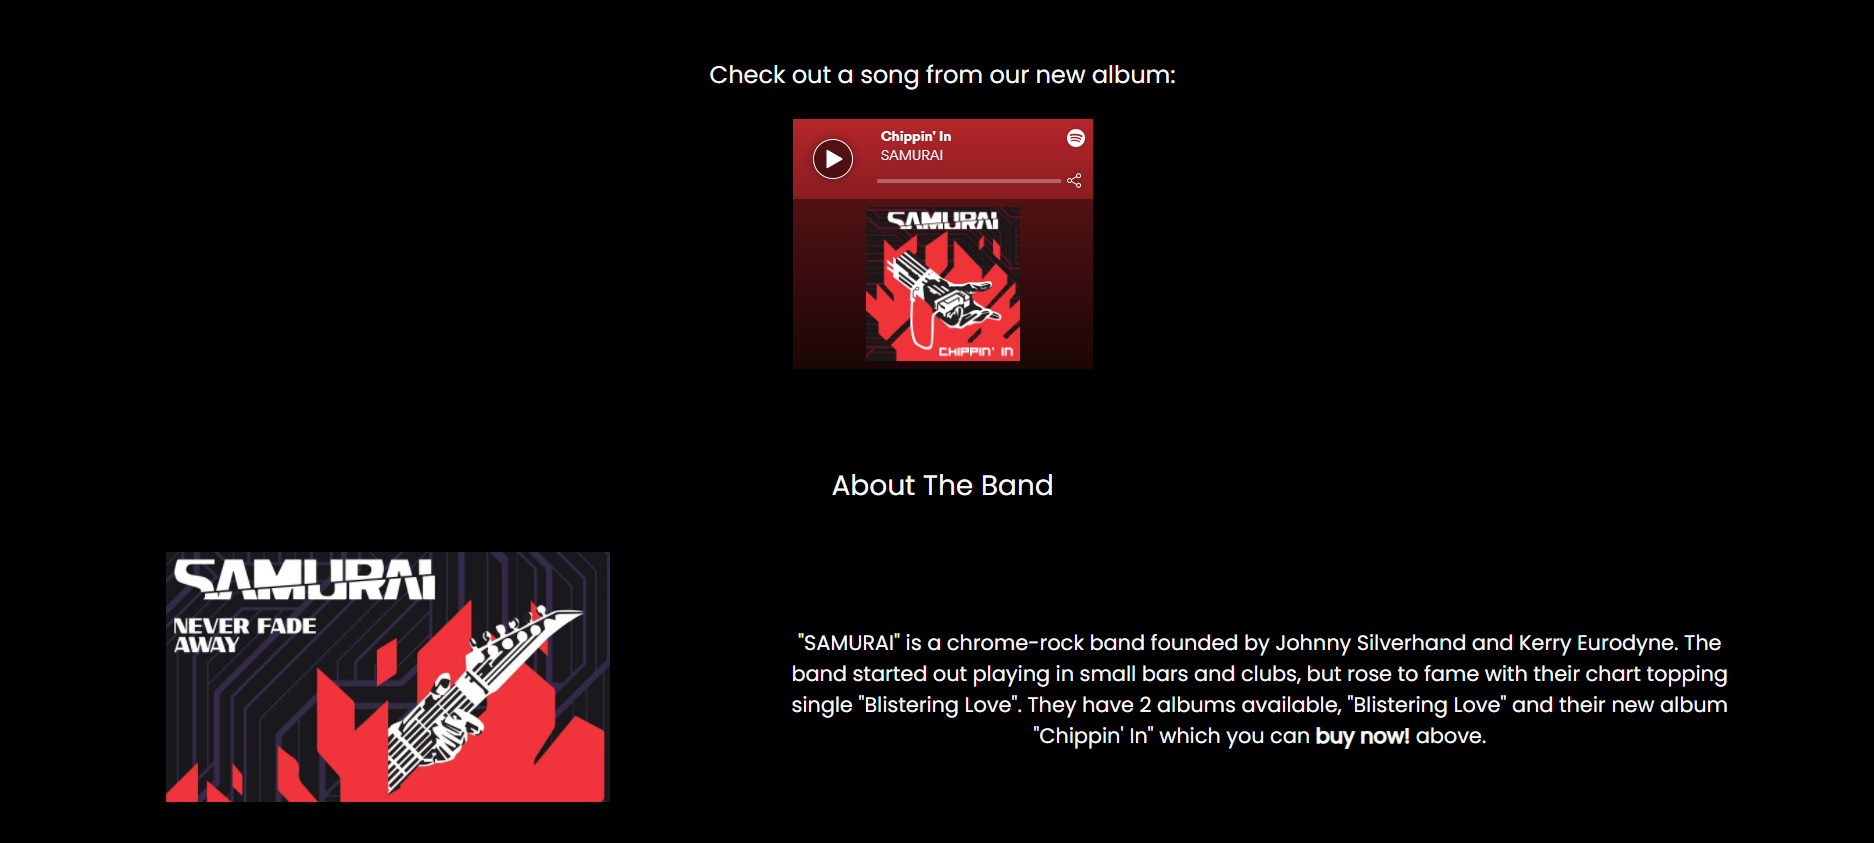 Check out a song from our new album:
Chippin' In
SAMURAI
SAMURAI
CHIPPIN' IN
About The Band
SAMURAI
NEVER FADE
AWAY
"SAMURAI" is a chrome-rock band founded by Johnny Silverhand and Kerry Eurodyne. The
band started out playing in small bars and clubs, but rose to fame with their chart topping
single "Blistering Love". They have 2 albums available, "Blistering Love" and their new album
"Chippin' In" which you can buy now! above.